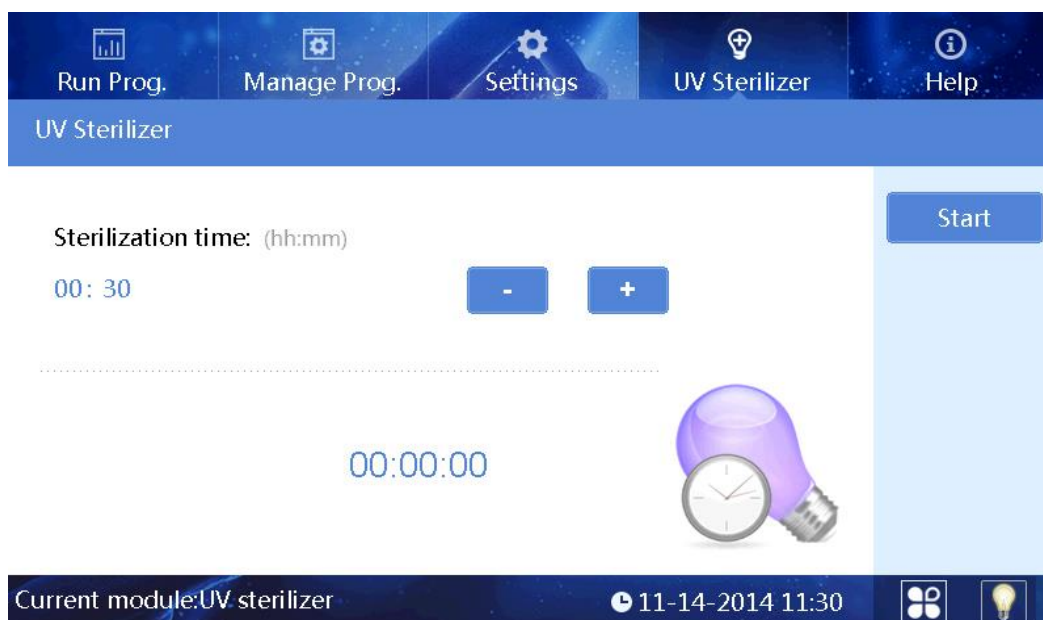 Run Prog. Manage Prog. Settings UV Sterilizer Help
UV Sterilizer
Start
Sterilization time: (hh:mm)
00: 30 - +
00:00:00
Current module:UV sterilizer 11-14-2014 11:30